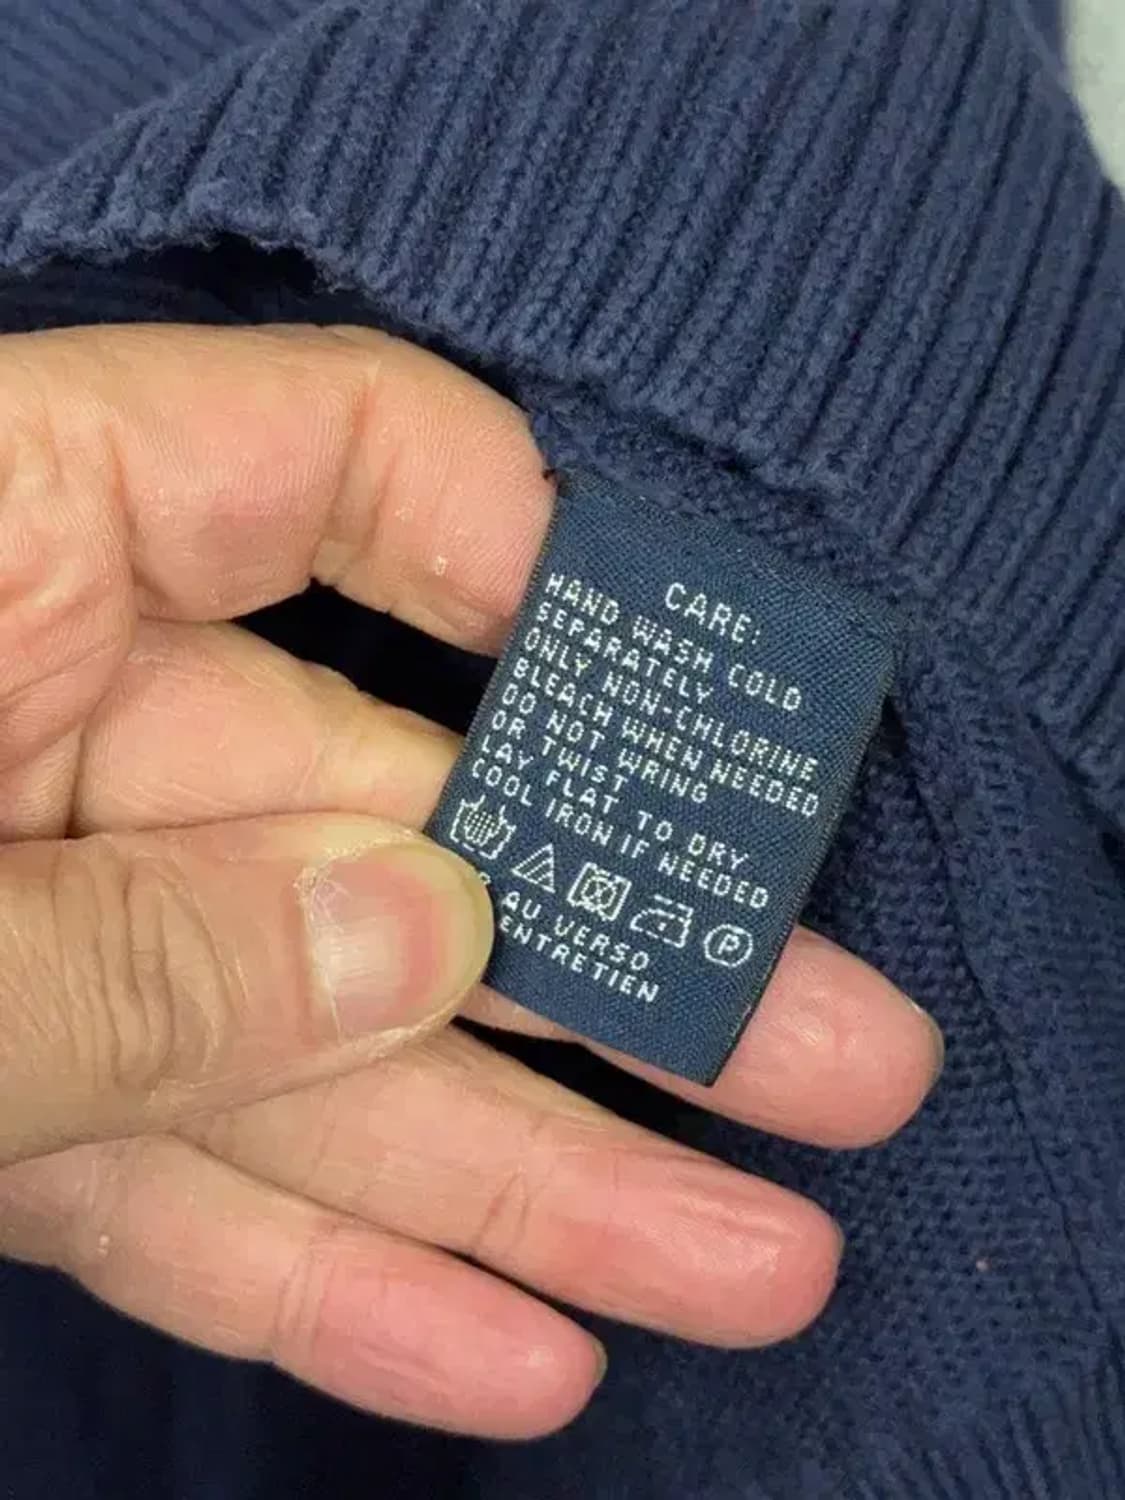 CARE:
HAND WASH COLD
SEPARATELY
ONLY NON-CHLORINE
BLEACH WHEN NEEDED
DO NOT WRING
OR TWIST
LAY FLAT TO DRY
COOL IRON IF NEEDED
P
AU VERSO
ENTRETIEN